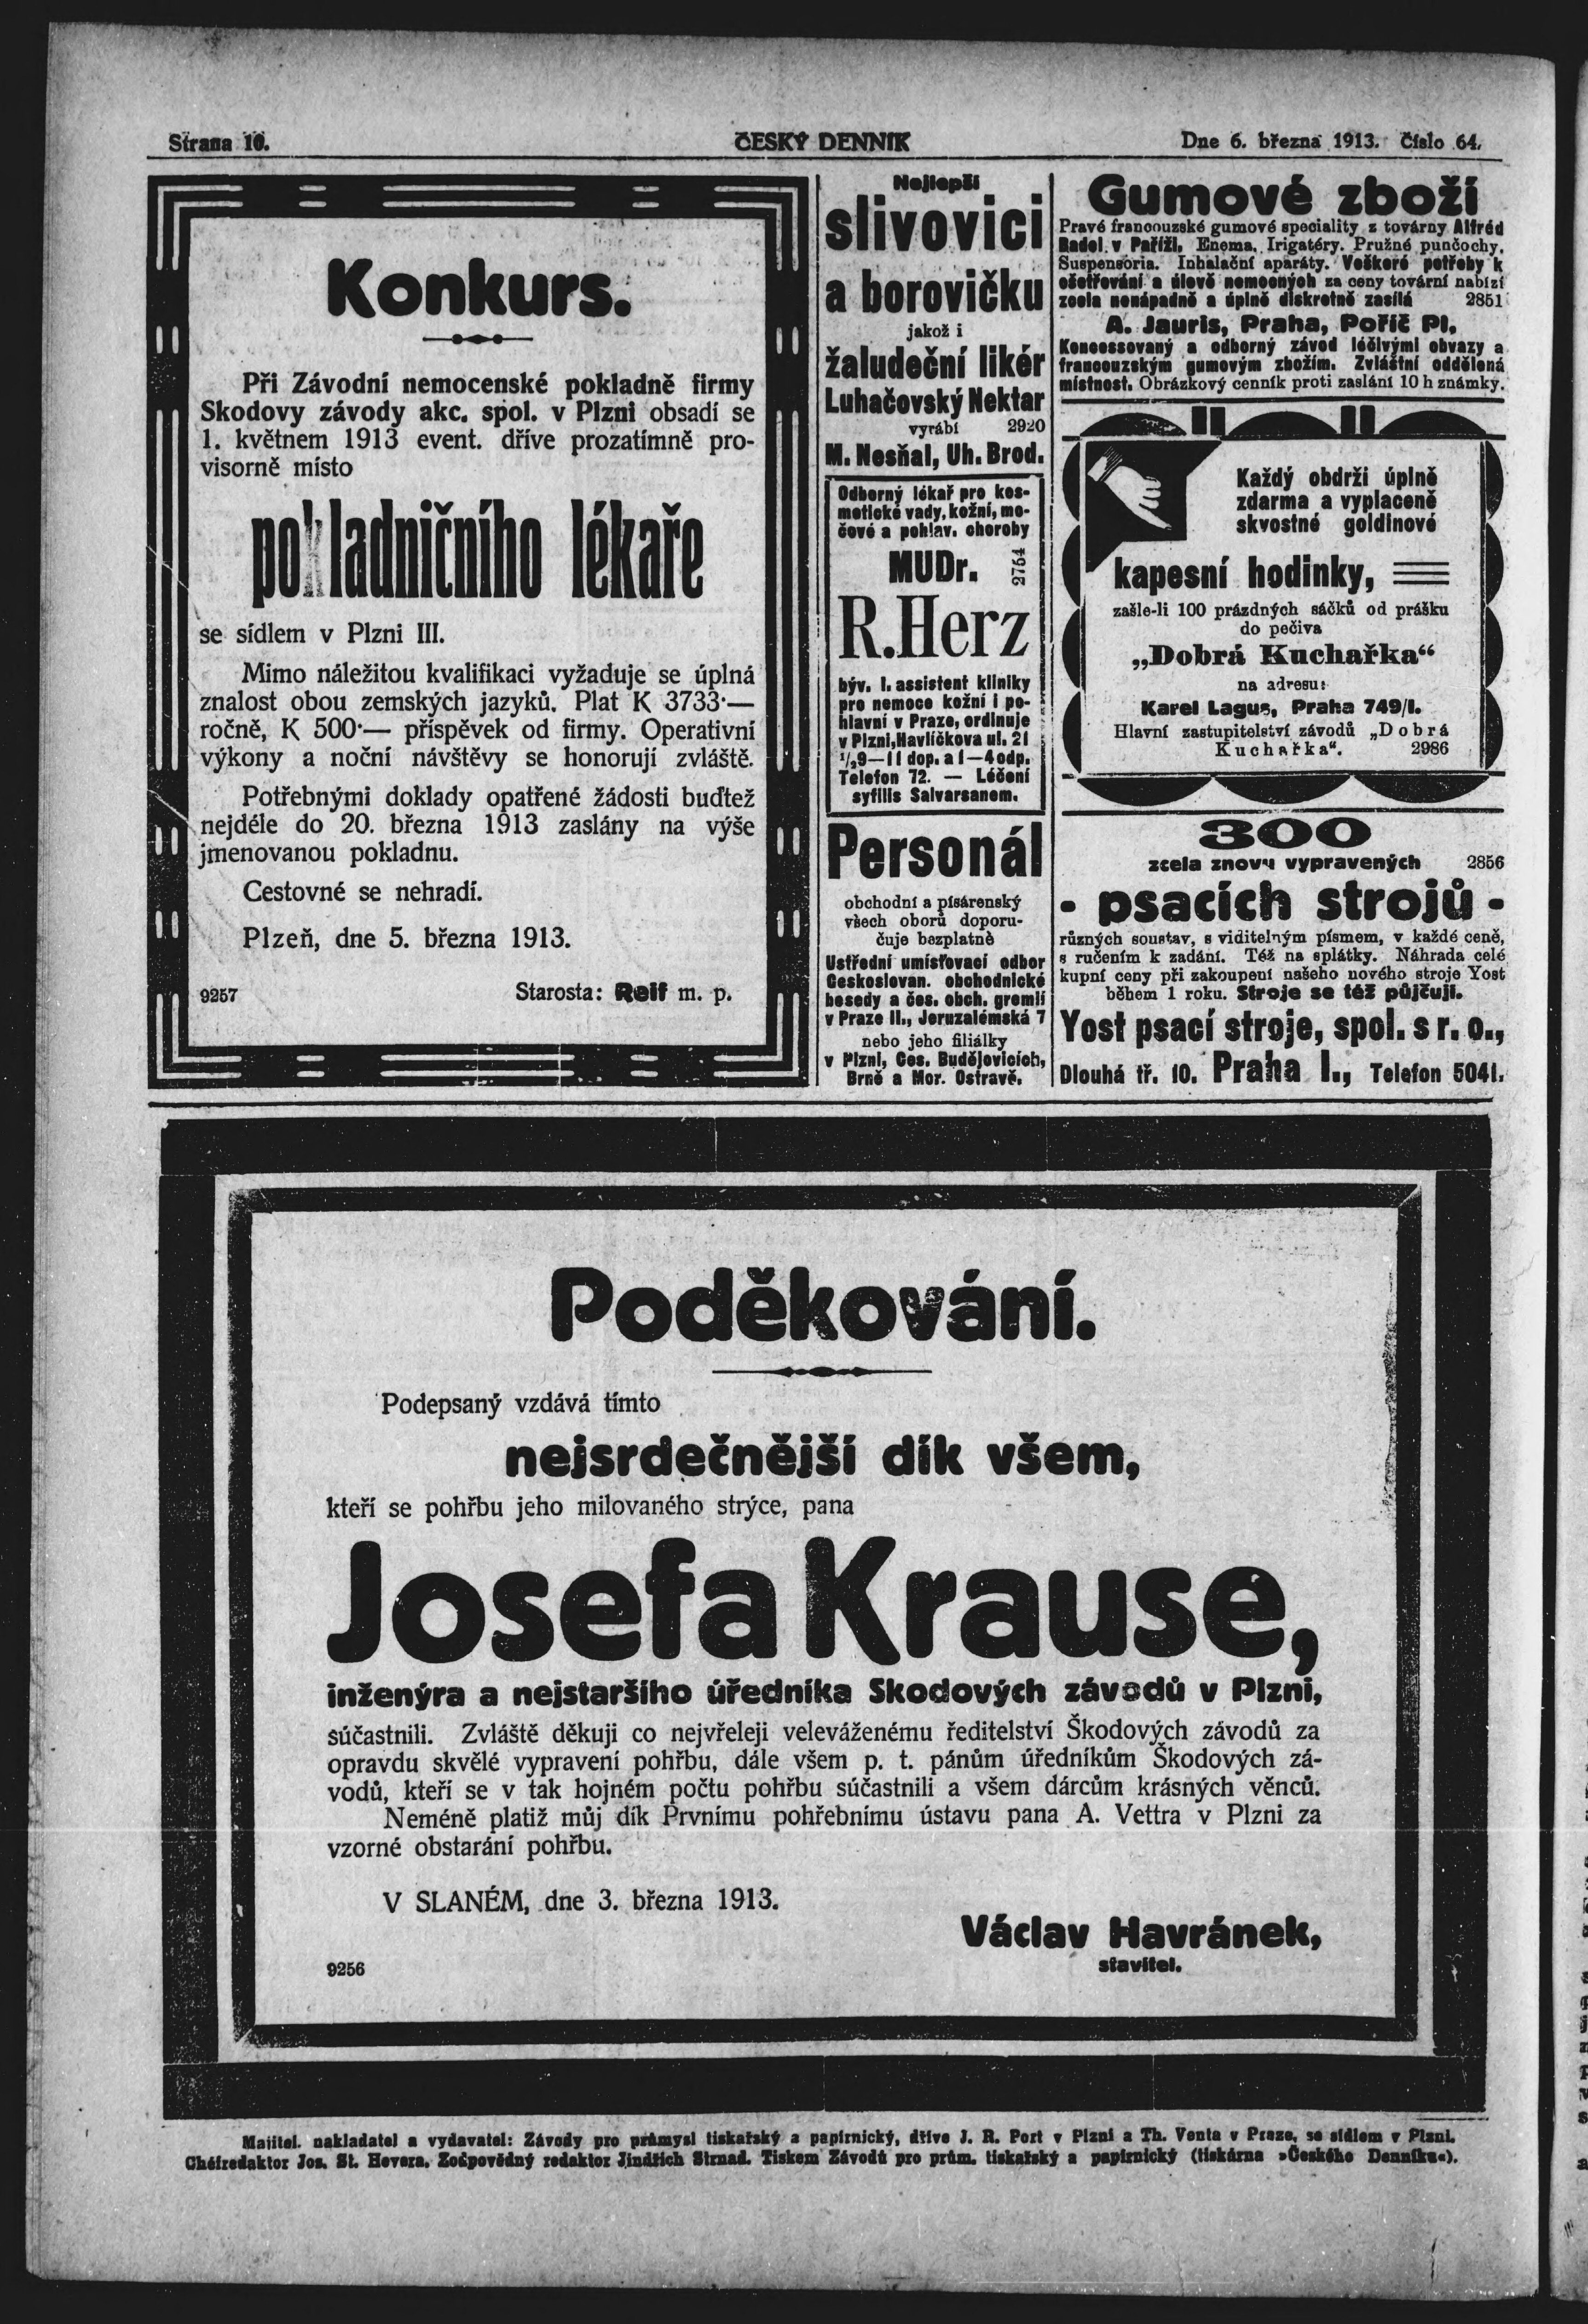 Strana 10.
ČESKÝ DENNÍK
Dne 6. března 1913. Číslo 64.
Konkurs.
Při Závodní nemocenské pokladně firmy
Skodovy závody akc. spol. v Plzni obsadí se
1. květnem 1913 event. dříve prozatímně pro-
visorně místo
pokladničního lékaře
se sídlem v Plzni III.
Mimo náležitou kvalifikaci vyžaduje se úplná
znalost obou zemských jazyků. Plat K 3733·—
ročně, K 500·— příspěvek od firmy. Operativní
výkony a noční návštěvy se honorují zvláště.
Potřebnými doklady opatřené žádosti buďtež
nejdéle do 20. března 1913 zaslány na výše
jmenovanou pokladnu.
Cestovné se nehradí.
Plzeň, dne 5. března 1913.
9257
Starosta: Reif m. p.
Nejlepší
slivovici
a borovičku
jakož i
žaludeční likér
Luhačovský Nektar
vyrábí 2920
M. Nesňal, Uh. Brod.
Odborný lékař pro kos-
metické vady, kožní, mo-
čové a pohlav. choroby
MUDr.
2754
R. Herz
býv. I. assistent kliniky
pro nemoce kožní i po-
hlavní v Praze, ordinuje
v Plzni, Havlíčkova ul. 21
½9—11 dop. a 1—4 odp.
Telefon 72. — Léčení
syfilis Salvarsanem.
Personál
obchodní a písárenský
všech oborů doporu-
čuje bezplatně
Ustřední umísťovací odbor
Českoslovan. obchodnické
besedy a čes. obch. gremií
v Praze II., Jeruzalémská 7
nebo jeho filiálky
v Plzni, Čes. Budějovicích,
Brně a Mor. Ostravě.
Gumové zboží
Pravé francouzské gumové speciality z továrny Alfréd
Radel v Paříži. Enema. Irigatéry. Pružné punčochy.
Suspensoria. Inhalační aparáty. Veškeré potřeby k
ošetřování a úlevě nemocných za ceny tovární nabízí
zcela nenápadně a úplně diskretně zasílá 2851
A. Jauris, Praha, Poříč Pl,
Koncessovaný a odborný závod léčivými obvazy a
francouzským gumovým zbožím. Zvláštní oddělená
místnost. Obrázkový cenník proti zaslání 10 h známky.
Každý obdrží úplně
zdarma a vyplaceně
skvostné goldinové
kapesní hodinky,
zašle-li 100 prázdných sáčků od prášku
do pečiva
„Dobrá Kuchařka“
na adresu:
Karel Lagus, Praha 749/I.
Hlavní zastupitelství závodů „Dobrá
Kuchařka“. 2986
300
zcela znovu vypravených 2856
- psacích strojů -
různých soustav, s viditelným písmem, v každé ceně,
s ručením k zadání. Též na splátky. Náhrada celé
kupní ceny při zakoupení našeho nového stroje Yost
během 1 roku. Stroje se též půjčují.
Yost psací stroje, spol. s r. o.,
Dlouhá tř. 10. Praha I., Telefon 5041.
Poděkování.
Podepsaný vzdává tímto
nejsrdečnější dík všem,
kteří se pohřbu jeho milovaného strýce, pana
Josefa Krause,
inženýra a nejstaršího úředníka Skodových závodů v Plzni,
súčastnili. Zvláště děkuji co nejvřeleji veleváženému ředitelství Škodových závodů za
opravdu skvělé vypravení pohřbu, dále všem p. t. pánům úředníkům Škodových zá-
vodů, kteří se v tak hojném počtu pohřbu súčastnili a všem dárcům krásných věnců.
Neméně platiž můj dík Prvnímu pohřebnímu ústavu pana A. Vettra v Plzni za
vzorné obstarání pohřbu.
V SLANÉM, dne 3. března 1913.
Václav Havránek,
stavitel.
9256
Majitel. nakladatel a vydavatel: Závody pro průmysl tiskařský a papírnický, dříve J. R. Port v Plzni a Th. Venta v Praze, se sídlem v Plzni.
Chéfredaktor Jos. St. Hevera. Zodpovědný redaktor Jindřich Strnad. Tiskem Závodů pro prům. tiskařský a papírnický (tiskárna »Českého Denníku«).